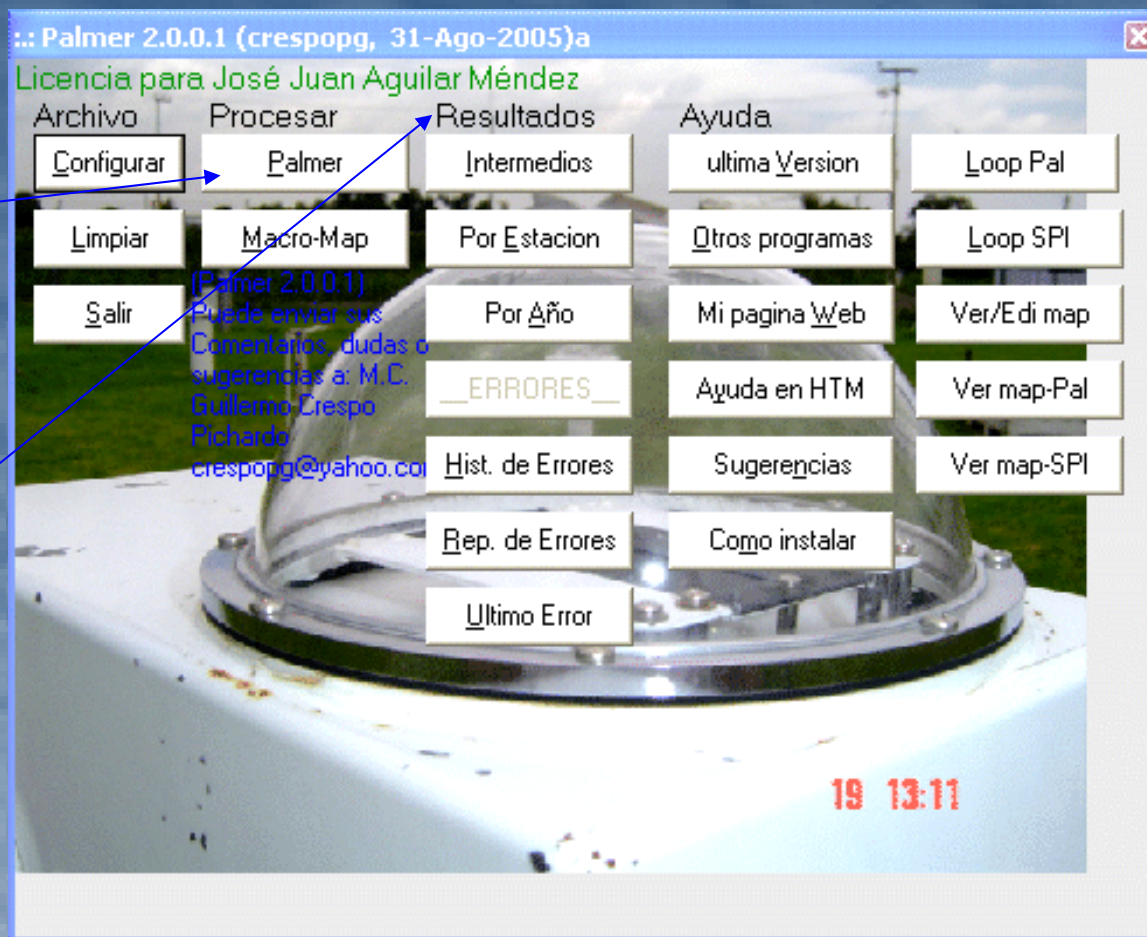 .:: Palmer 2.0.0.1 (crespopg, 31-Ago-2005)a
Licencia para José Juan Aguilar Méndez
Archivo Procesar Resultados Ayuda
Configurar Palmer Intermedios ultima Version Loop Pal
Limpiar Macro-Map Por Estacion Otros programas Loop SPI
Salir Por Año Mi pagina Web Ver/Edi map
(Palmer 2.0.0.1)
Puede enviar sus
Comentarios, dudas o
sugerencias a: M.C.
Guillermo Crespo
Pichardo
crespopg@yahoo.com
__ERRORES__ Ayuda en HTM Ver map-Pal
Hist. de Errores Sugerencias Ver map-SPI
Rep. de Errores Como instalar
Ultimo Error
19 13:11